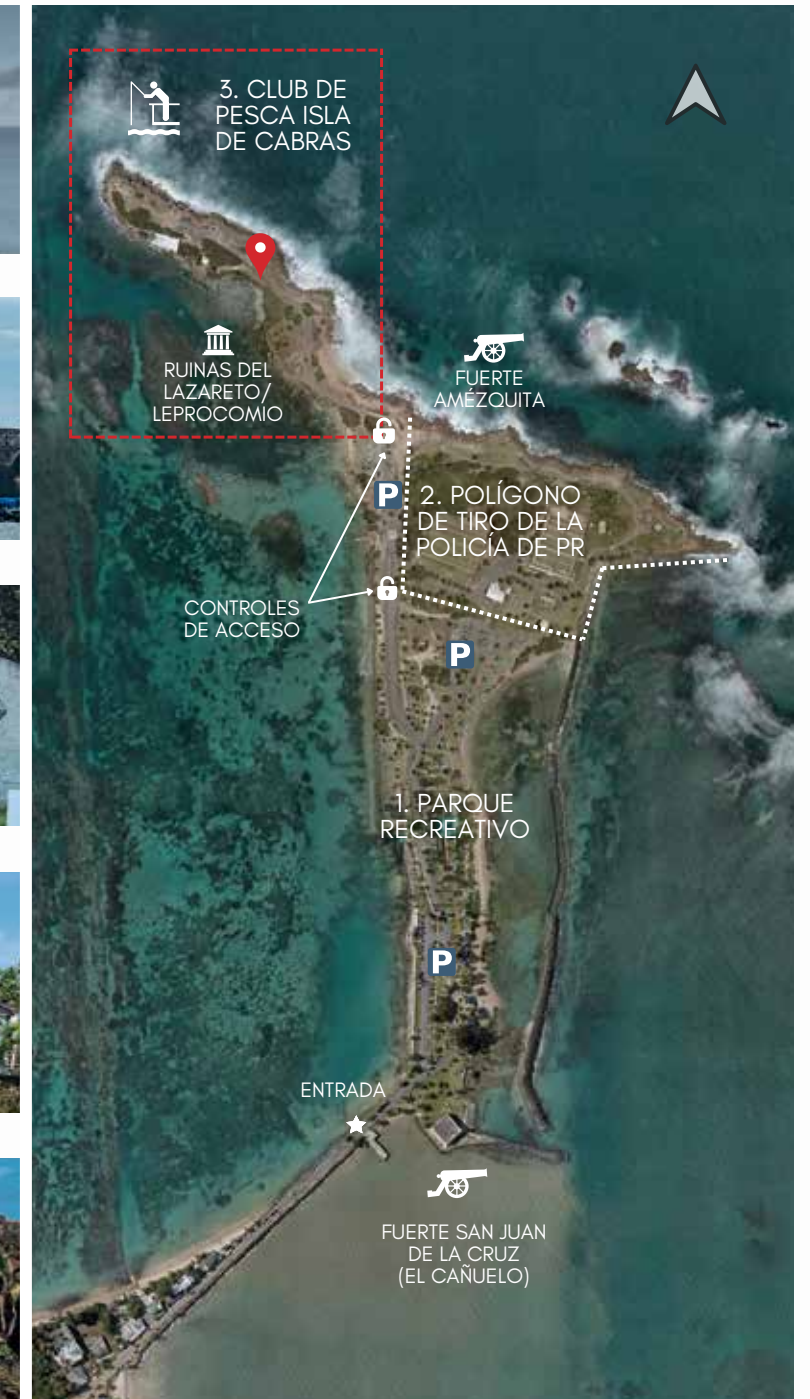 3. CLUB DE
PESCA ISLA
DE CABRAS
RUINAS DEL
LAZARETO/
LEPROCOMIO
FUERTE
AMÉZQUITA
P
2. POLÍGONO
DE TIRO DE LA
POLICÍA DE PR
CONTROLES
DE ACCESO
P
1. PARQUE
RECREATIVO
P
ENTRADA
FUERTE SAN JUAN
DE LA CRUZ
(EL CAÑUELO)